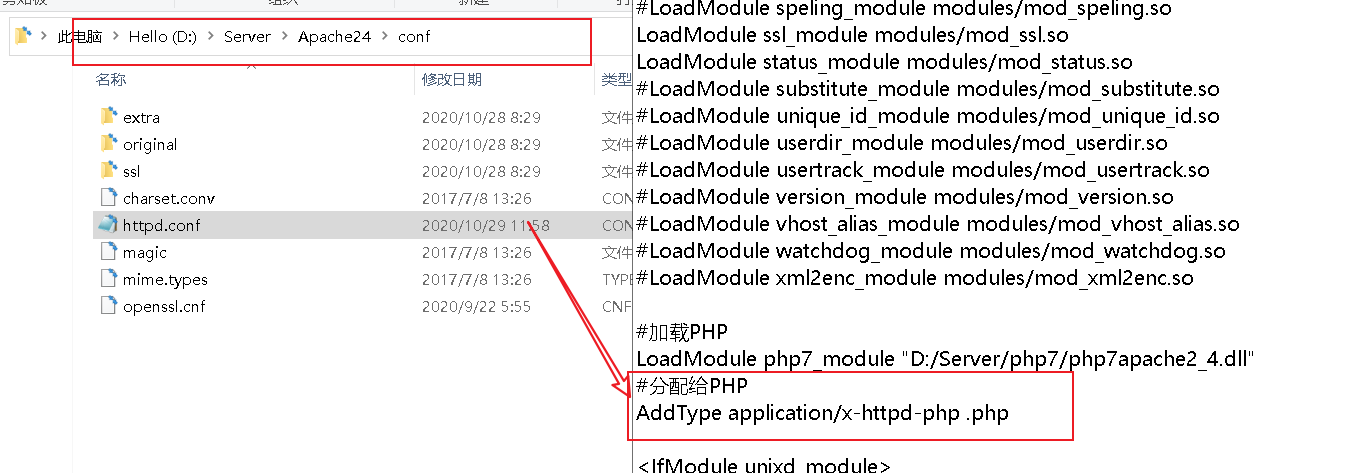 剪贴板
组织
新建
此电脑 > Hello (D:) > Server > Apache24 > conf
名称 修改日期 类型
extra 2020/10/28 8:29 文件
original 2020/10/28 8:29 文件
ssl 2020/10/28 8:29 文件
charset.conv 2017/7/8 13:26 CON
httpd.conf 2020/10/29 11:58 CON
magic 2017/7/8 13:26 文件
mime.types 2017/7/8 13:26 TYPE
openssl.cnf 2020/9/22 5:55 CNF
#LoadModule speling_module modules/mod_speling.so
LoadModule ssl_module modules/mod_ssl.so
LoadModule status_module modules/mod_status.so
#LoadModule substitute_module modules/mod_substitute.so
#LoadModule unique_id_module modules/mod_unique_id.so
#LoadModule userdir_module modules/mod_userdir.so
#LoadModule usertrack_module modules/mod_usertrack.so
#LoadModule version_module modules/mod_version.so
#LoadModule vhost_alias_module modules/mod_vhost_alias.so
#LoadModule watchdog_module modules/mod_watchdog.so
#LoadModule xml2enc_module modules/mod_xml2enc.so
#加载PHP
LoadModule php7_module "D:/Server/php7/php7apache2_4.dll"
#分配给PHP
AddType application/x-httpd-php .php
<IfModule unixd_module>